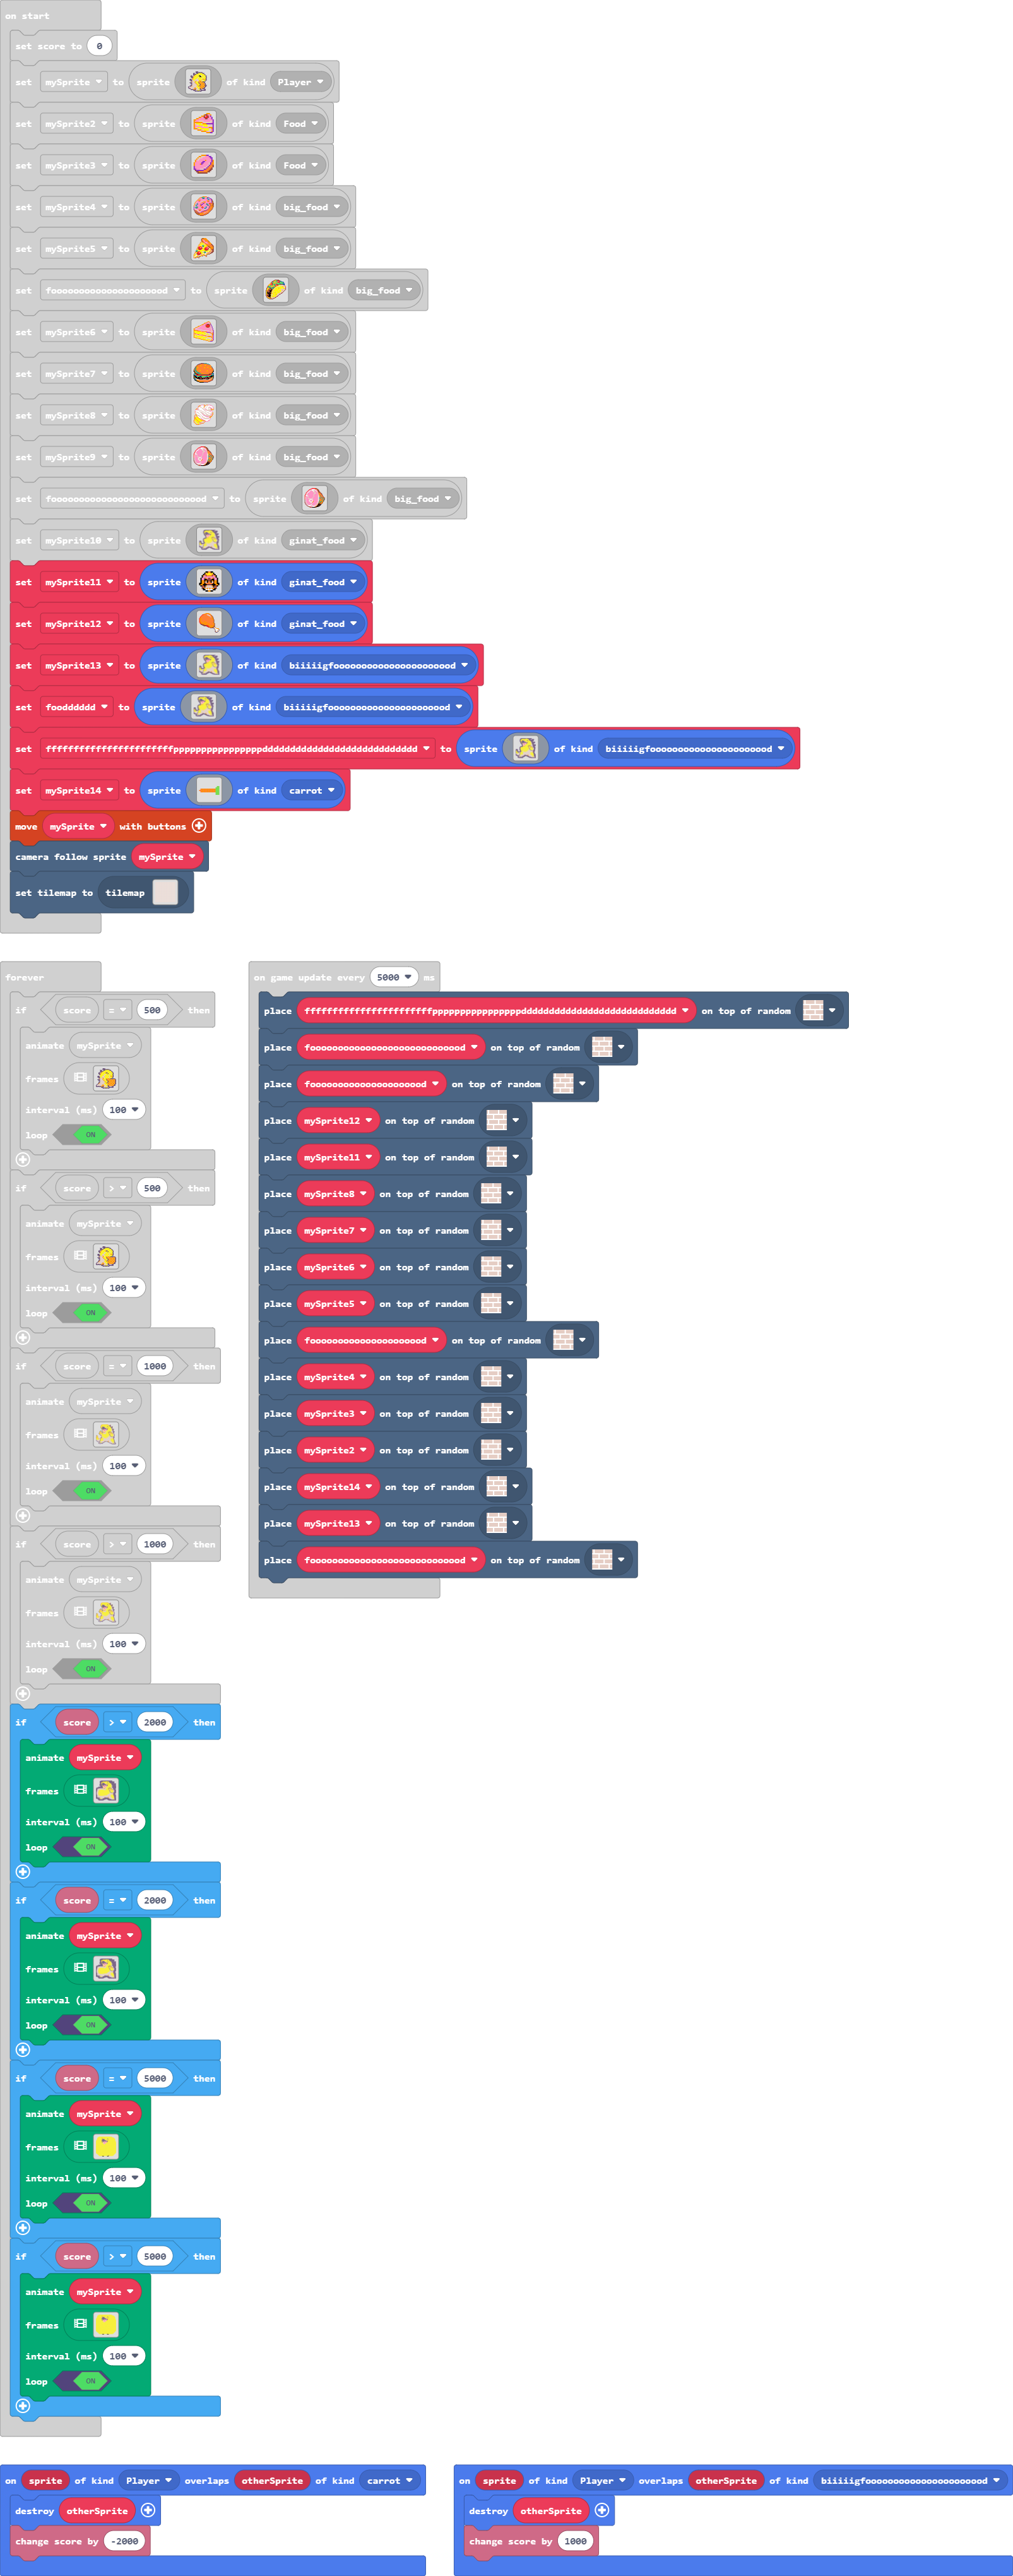 on start
set score to 0
set mySprite to sprite of kind Player
set mySprite2 to sprite of kind Food
set mySprite3 to sprite of kind Food
set mySprite4 to sprite of kind big_food
set mySprite5 to sprite of kind big_food
set foooooooooooooooooood to sprite of kind big_food
set mySprite6 to sprite of kind big_food
set mySprite7 to sprite of kind big_food
set mySprite8 to sprite of kind big_food
set mySprite9 to sprite of kind big_food
set fooooooooooooooooooooooooood to sprite of kind big_food
set mySprite10 to sprite of kind ginat_food
set mySprite11 to sprite of kind ginat_food
set mySprite12 to sprite of kind ginat_food
set mySprite13 to sprite of kind biiiiigfooooooooooooooooooooood
set foodddddd to sprite of kind biiiiigfooooooooooooooooooooood
set fffffffffffffffffffffffppppppppppppppppdddddddddddddddddddddddddddd to sprite of kind biiiiigfooooooooooooooooooooood
set mySprite14 to sprite of kind carrot
move mySprite with buttons
camera follow sprite mySprite
set tilemap to tilemap
forever
if score = 500 then
animate mySprite
frames
interval (ms) 100
loop ON
if score > 500 then
animate mySprite
frames
interval (ms) 100
loop ON
if score = 1000 then
animate mySprite
frames
interval (ms) 100
loop ON
if score > 1000 then
animate mySprite
frames
interval (ms) 100
loop ON
if score > 2000 then
animate mySprite
frames
interval (ms) 100
loop ON
if score = 2000 then
animate mySprite
frames
interval (ms) 100
loop ON
if score = 5000 then
animate mySprite
frames
interval (ms) 100
loop ON
if score > 5000 then
animate mySprite
frames
interval (ms) 100
loop ON
on game update every 5000 ms
place fffffffffffffffffffffffppppppppppppppppdddddddddddddddddddddddddddd on top of random
place fooooooooooooooooooooooooood on top of random
place foooooooooooooooooood on top of random
place mySprite12 on top of random
place mySprite11 on top of random
place mySprite8 on top of random
place mySprite7 on top of random
place mySprite6 on top of random
place mySprite5 on top of random
place foooooooooooooooooood on top of random
place mySprite4 on top of random
place mySprite3 on top of random
place mySprite2 on top of random
place mySprite14 on top of random
place mySprite13 on top of random
place fooooooooooooooooooooooooood on top of random
on sprite of kind Player overlaps otherSprite of kind carrot
destroy otherSprite
change score by -2000
on sprite of kind Player overlaps otherSprite of kind biiiiigfooooooooooooooooooooood
destroy otherSprite
change score by 1000